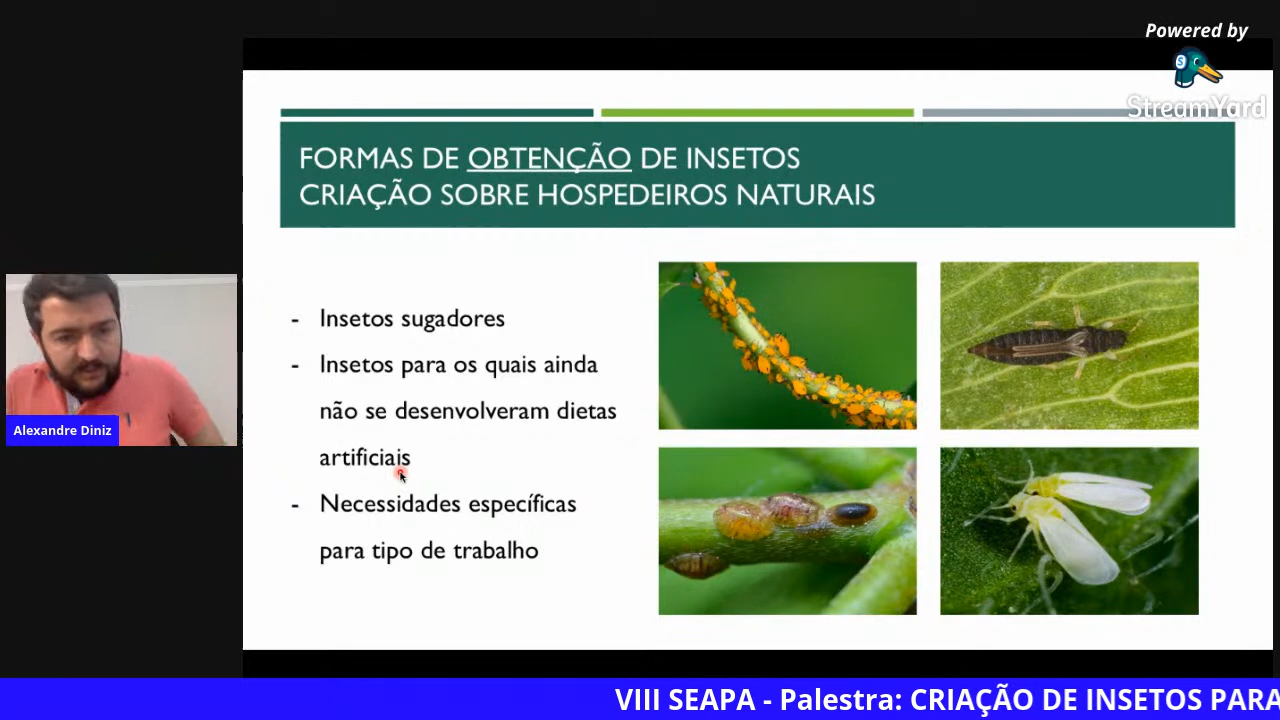 Powered by
StreamYard
FORMAS DE OBTENÇÃO DE INSETOS
CRIAÇÃO SOBRE HOSPEDEIROS NATURAIS
- Insetos sugadores
- Insetos para os quais ainda
não se desenvolveram dietas
artificiais
- Necessidades específicas
para tipo de trabalho
Alexandre Diniz
VIII SEAPA - Palestra: CRIAÇÃO DE INSETOS PARA